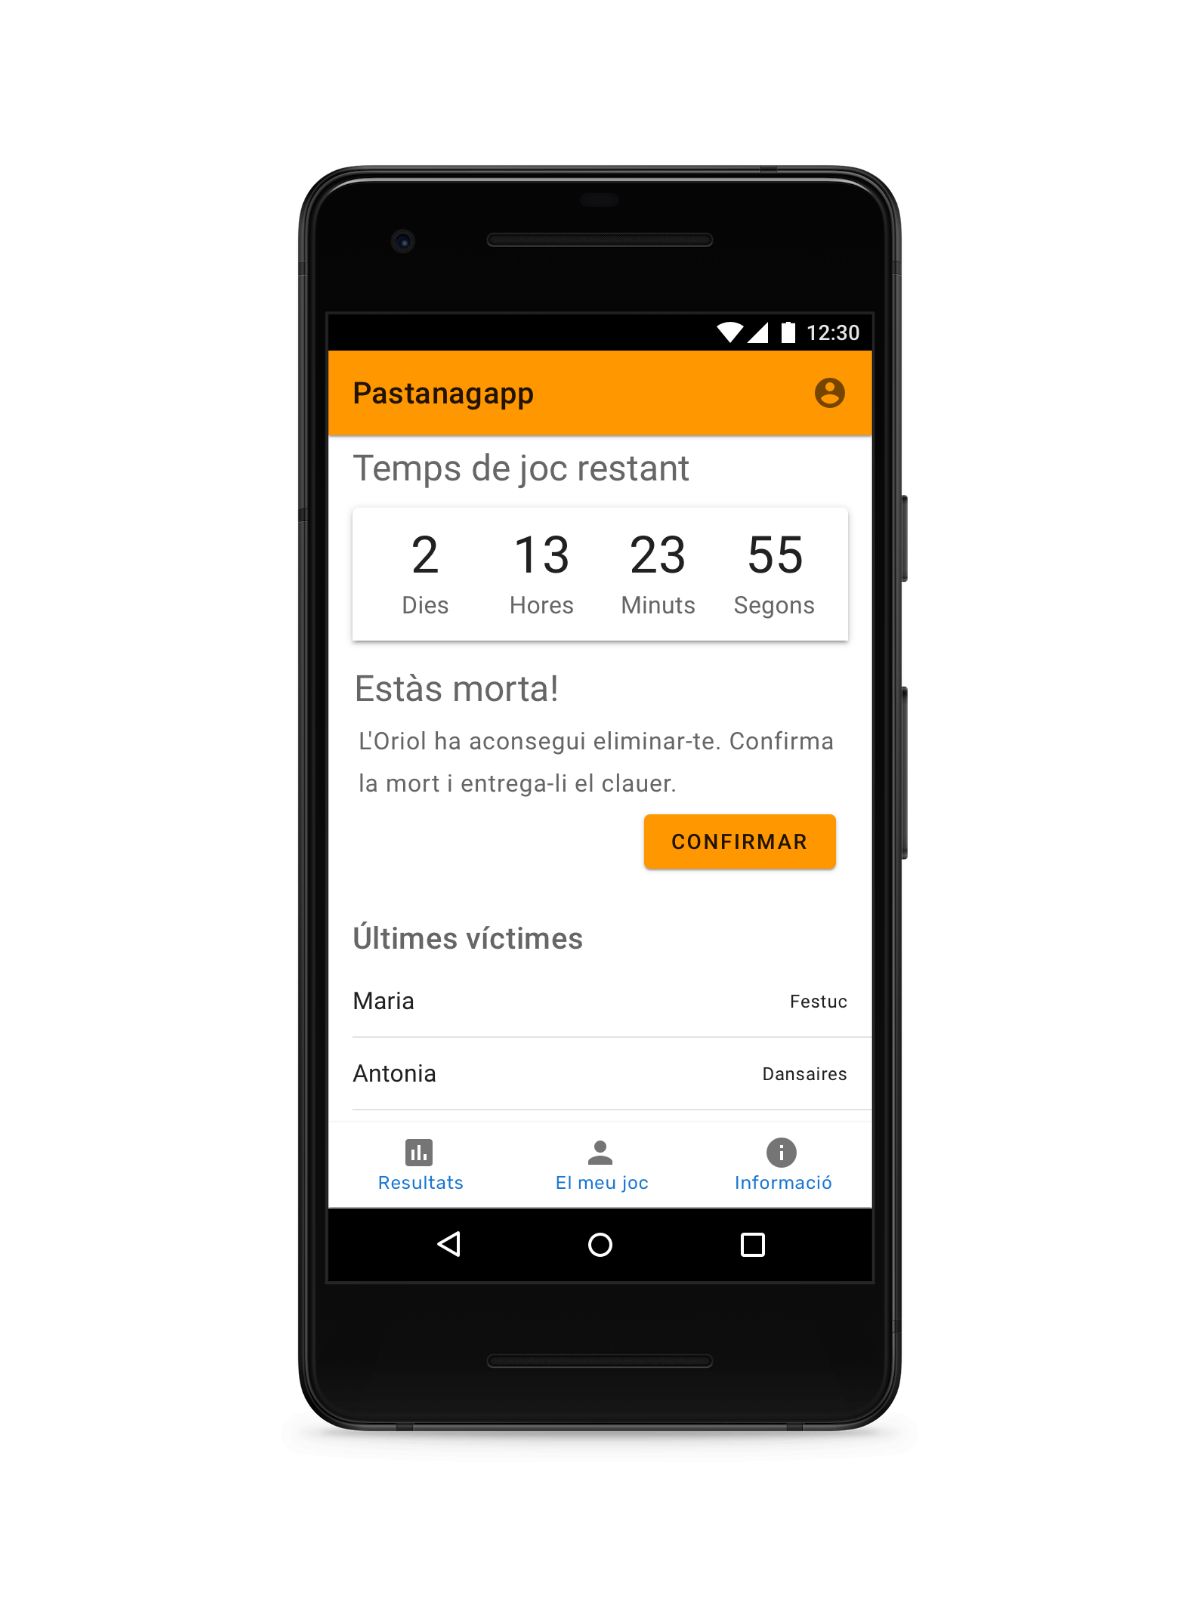 12:30
Pastanagapp
Temps de joc restant
2 13 23 55
Dies Hores Minuts Segons
Estàs morta!
L'Oriol ha aconsegui eliminar-te. Confirma
la mort i entrega-li el clauer.
CONFIRMAR
Últimes víctimes
Maria Festuc
Antonia Dansaires
Resultats El meu joc Informació